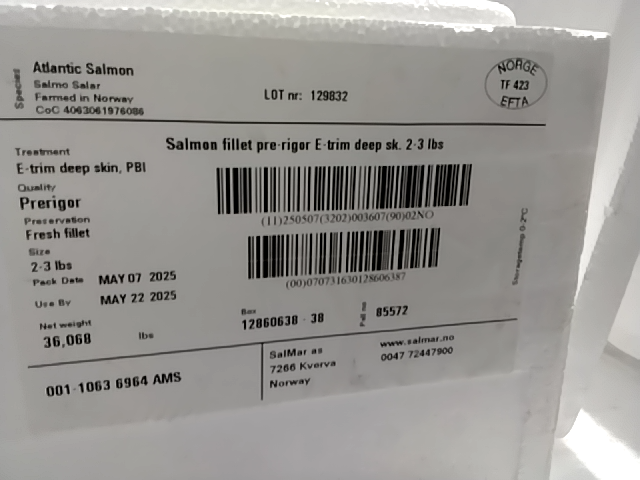 Species
Atlantic Salmon
Salmo Salar
Farmed in Norway
CoC 4063061976086
LOT nr: 129832
NORGE
TF 423
EFTA
Treatment
E-trim deep skin, PBI
Salmon fillet pre-rigor E-trim deep sk. 2-3 lbs
Quality
Prerigor
(11)250507(3202)003607(90)02NO
Preservation
Fresh fillet
Size
2-3 lbs
(00)070731630128606387
Storagetemp 0-2°C
Pack Date MAY 07 2025
Use By MAY 22 2025
Net weight
36,068 lbs
Box
12860638 - 38
85572
001-1063 6964 AMS
SalMar as
7266 Kverva
Norway
www.salmar.no
0047 72447900